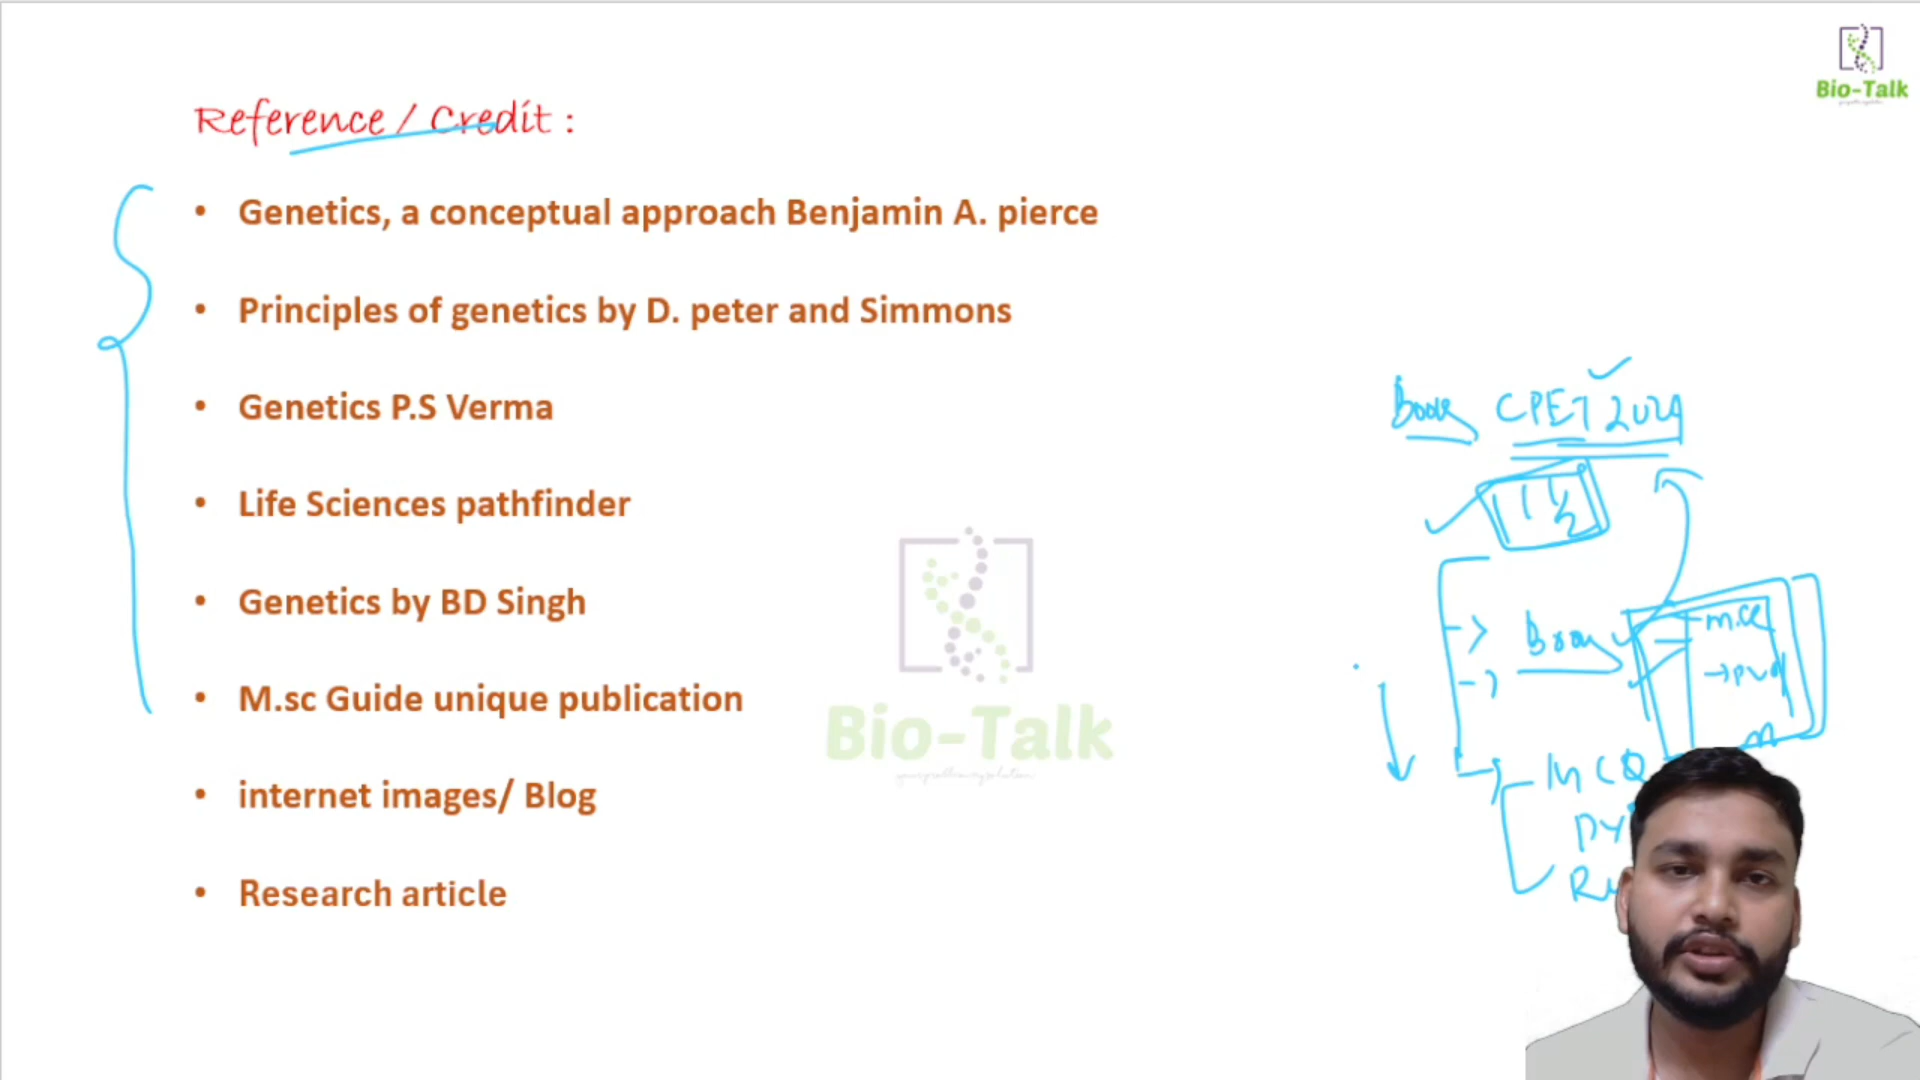 Bio-Talk
Reference / Credit :
• Genetics, a conceptual approach Benjamin A. pierce
• Principles of genetics by D. peter and Simmons
• Genetics P.S Verma
• Life Sciences pathfinder
• Genetics by BD Singh
• M.sc Guide unique publication
• internet images/ Blog
• Research article
Bio-Talk
CPET 2024
MCQ